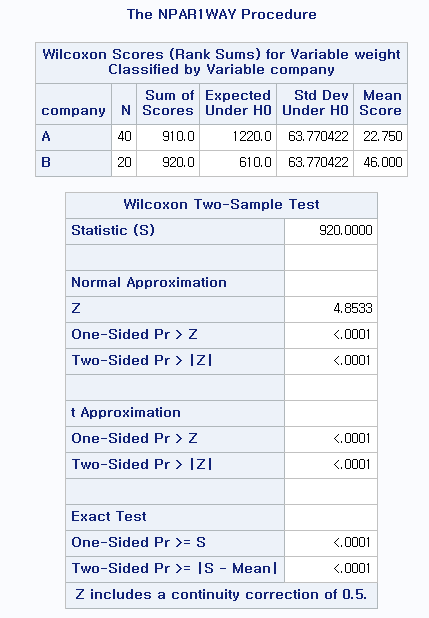 The NPAR1WAY Procedure
Wilcoxon Scores (Rank Sums) for Variable weight
Classified by Variable company
company N Sum of Scores Expected Under H0 Std Dev Under H0 Mean Score
A 40 910.0 1220.0 63.770422 22.750
B 20 920.0 610.0 63.770422 46.000
Wilcoxon Two-Sample Test
Statistic (S) 920.0000
Normal Approximation
Z 4.8533
One-Sided Pr > Z <.0001
Two-Sided Pr > |Z| <.0001
t Approximation
One-Sided Pr > Z <.0001
Two-Sided Pr > |Z| <.0001
Exact Test
One-Sided Pr >= S <.0001
Two-Sided Pr >= |S - Mean| <.0001
Z includes a continuity correction of 0.5.